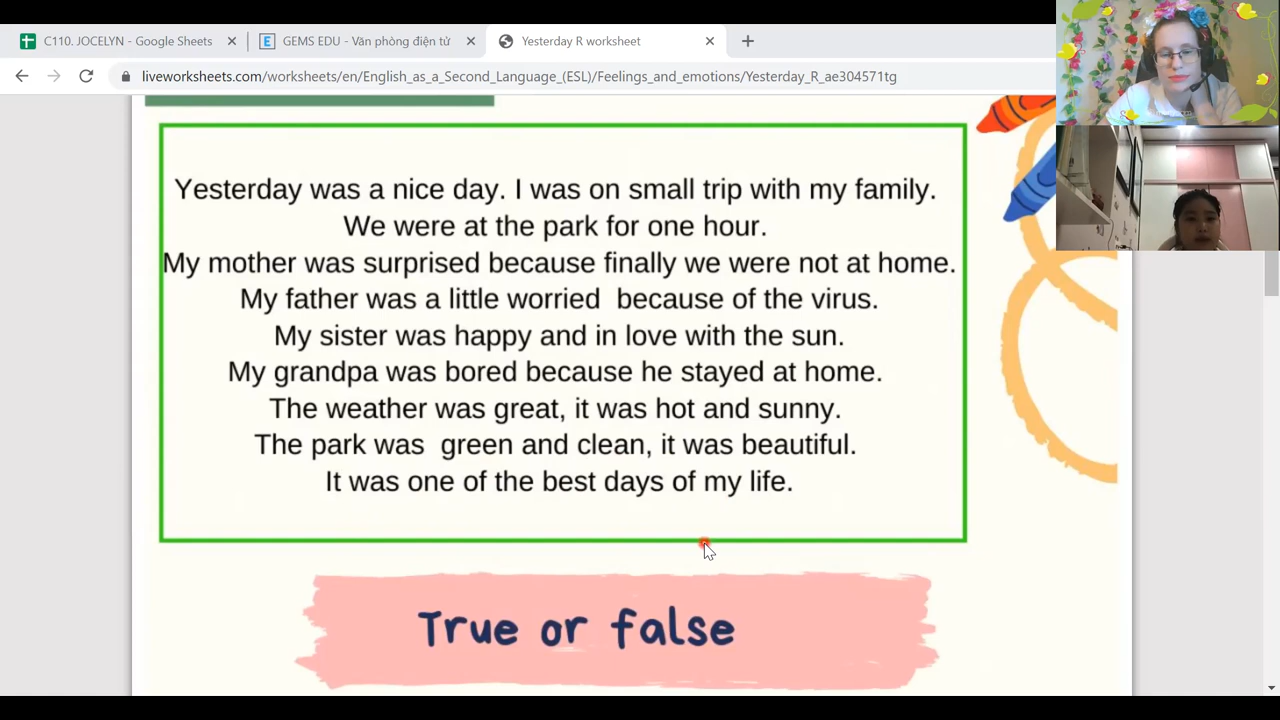 C110. JOCELYN - Google Sheets
GEMS EDU - Văn phòng điện tử
Yesterday R worksheet
liveworksheets.com/worksheets/en/English_as_a_Second_Language_(ESL)/Feelings_and_emotions/Yesterday_R_ae304571tg
Yesterday was a nice day. I was on small trip with my family.
We were at the park for one hour.
My mother was surprised because finally we were not at home.
My father was a little worried because of the virus.
My sister was happy and in love with the sun.
My grandpa was bored because he stayed at home.
The weather was great, it was hot and sunny.
The park was green and clean, it was beautiful.
It was one of the best days of my life.
True or false